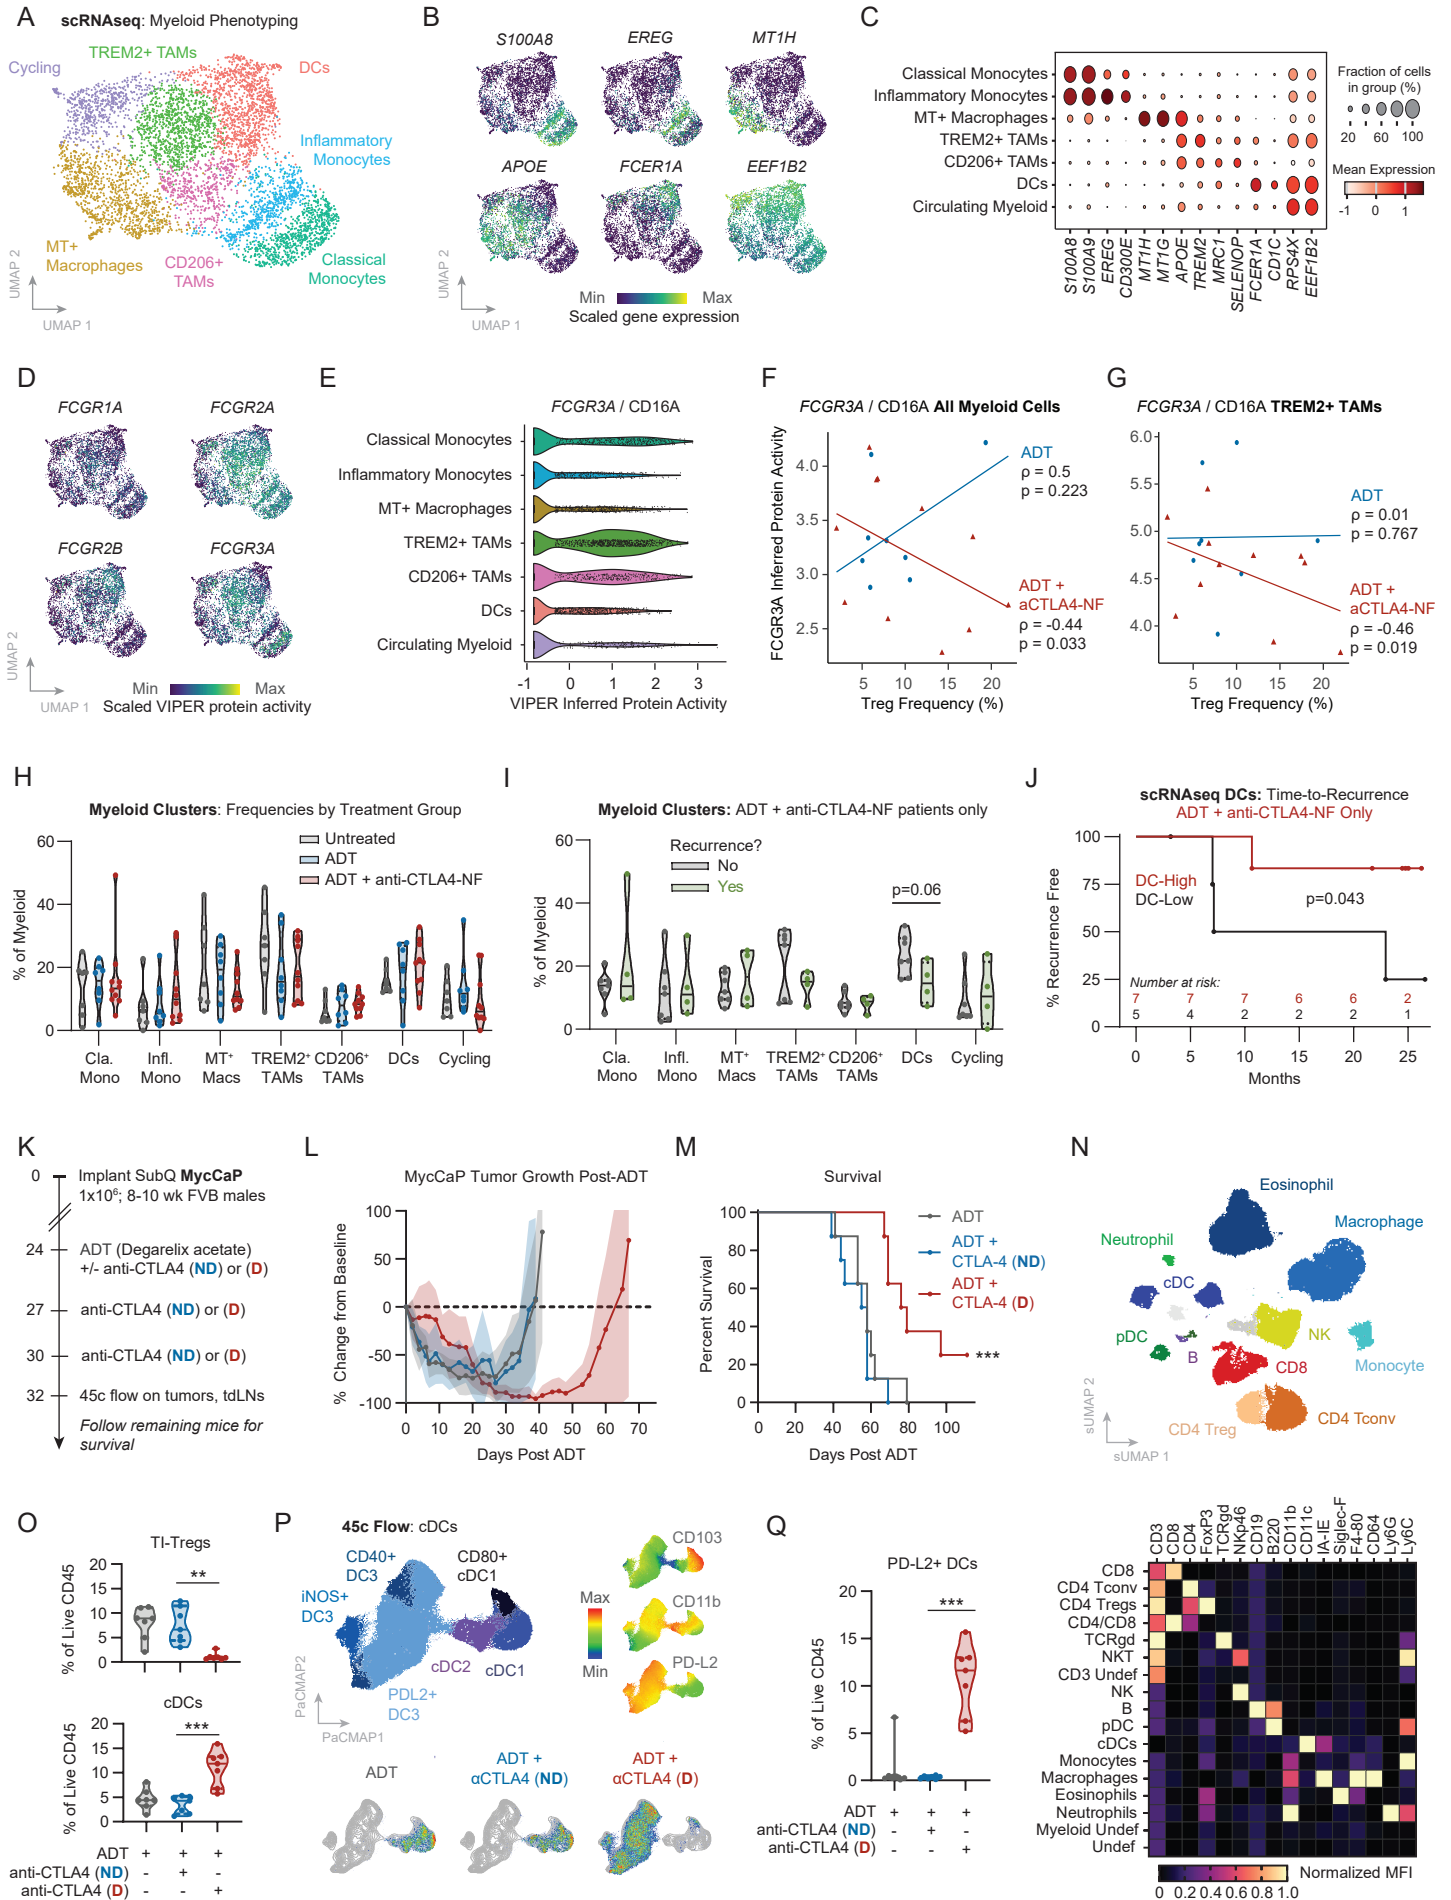 A
scRNAseq: Myeloid Phenotyping
TREM2+ TAMs
Cycling
DCs
Inflammatory
Monocytes
MT+
Macrophages
CD206+
TAMs
Classical
Monocytes
UMAP 2
UMAP 1
B
S100A8
EREG
MT1H
APOE
FCER1A
EEF1B2
Min
Max
Scaled gene expression
UMAP 2
UMAP 1
C
Classical Monocytes
Inflammatory Monocytes
MT+ Macrophages
TREM2+ TAMs
CD206+ TAMs
DCs
Circulating Myeloid
S100A8
S100A9
EREG
CD300E
MT1H
MT1G
APOE
TREM2
MRC1
SELENOP
FCER1A
CD1C
RPS4X
EEF1B2
Fraction of cells
in group (%)
20 60 100
Mean Expression
-1 0 1
D
FCGR1A
FCGR2A
FCGR2B
FCGR3A
Min
Max
Scaled VIPER protein activity
UMAP 2
UMAP 1
E
FCGR3A / CD16A
Classical Monocytes
Inflammatory Monocytes
MT+ Macrophages
TREM2+ TAMs
CD206+ TAMs
DCs
Circulating Myeloid
-1 0 1 2 3
VIPER Inferred Protein Activity
F
FCGR3A / CD16A All Myeloid Cells
FCGR3A Inferred Protein Activity
4.0
3.5
3.0
2.5
ADT
ρ = 0.5
p = 0.223
ADT +
aCTLA4-NF
ρ = -0.44
p = 0.033
5 10 15 20
Treg Frequency (%)
G
FCGR3A / CD16A TREM2+ TAMs
6.0
5.5
5.0
4.5
4.0
ADT
ρ = 0.01
p = 0.767
ADT +
aCTLA4-NF
ρ = -0.46
p = 0.019
5 10 15 20
Treg Frequency (%)
H
Myeloid Clusters: Frequencies by Treatment Group
% of Myeloid
60
40
20
0
Untreated
ADT
ADT + anti-CTLA4-NF
Cla. Infl. MT+ TREM2+ CD206+ DCs Cycling
Mono Mono Macs TAMs TAMs
I
Myeloid Clusters: ADT + anti-CTLA4-NF patients only
% of Myeloid
60
40
20
0
Recurrence?
No
Yes
p=0.06
Cla. Infl. MT+ TREM2+ CD206+ DCs Cycling
Mono Mono Macs TAMs TAMs
J
scRNAseq DCs: Time-to-Recurrence
ADT + anti-CTLA4-NF Only
% Recurrence Free
100
75
50
25
0
DC-High
DC-Low
p=0.043
Number at risk:
7 7 7 6 6 2
5 4 2 2 2 1
0 5 10 15 20 25
Months
K
0
Implant SubQ MycCaP
1x10⁶; 8-10 wk FVB males
24
ADT (Degarelix acetate)
+/- anti-CTLA4 (ND) or (D)
27
anti-CTLA4 (ND) or (D)
30
anti-CTLA4 (ND) or (D)
32
45c flow on tumors, tdLNs
Follow remaining mice for
survival
L
MycCaP Tumor Growth Post-ADT
% Change from Baseline
100
50
0
-50
-100
0 10 20 30 40 50 60 70
Days Post ADT
M
Survival
Percent Survival
100
80
60
40
20
0
ADT
ADT +
CTLA-4 (ND)
ADT +
CTLA-4 (D)
***
0 20 40 60 80 100
Days Post ADT
N
Eosinophil
Macrophage
Neutrophil
cDC
pDC
B
NK
CD8
Monocyte
CD4 Treg
CD4 Tconv
sUMAP 2
sUMAP 1
CD3
CD8
CD4
FoxP3
TCRgd
NKp46
CD19
B220
CD11b
CD11c
IA-IE
Siglec-F
F4-80
CD64
Ly6G
Ly6C
CD8
CD4 Tconv
CD4 Tregs
CD4/CD8
TCRgd
NKT
CD3 Undef
NK
B
pDC
cDCs
Monocytes
Macrophages
Eosinophils
Neutrophils
Myeloid Undef
Undef
Normalized MFI
0 0.2 0.4 0.6 0.8 1.0
O
TI-Tregs
% of Live CD45
20
15
10
5
0
**
cDCs
% of Live CD45
20
15
10
5
0
***
ADT + + +
anti-CTLA4 (ND) - + -
anti-CTLA4 (D) - - +
P
45c Flow: cDCs
CD40+
DC3
CD80+
cDC1
iNOS+
DC3
cDC2
cDC1
PDL2+
DC3
PaCMAP2
PaCMAP1
Max
Min
CD103
CD11b
PD-L2
ADT
ADT +
αCTLA4 (ND)
ADT +
αCTLA4 (D)
Q
PD-L2+ DCs
% of Live CD45
20
15
10
5
0
***
ADT + + +
anti-CTLA4 (ND) - + -
anti-CTLA4 (D) - - +